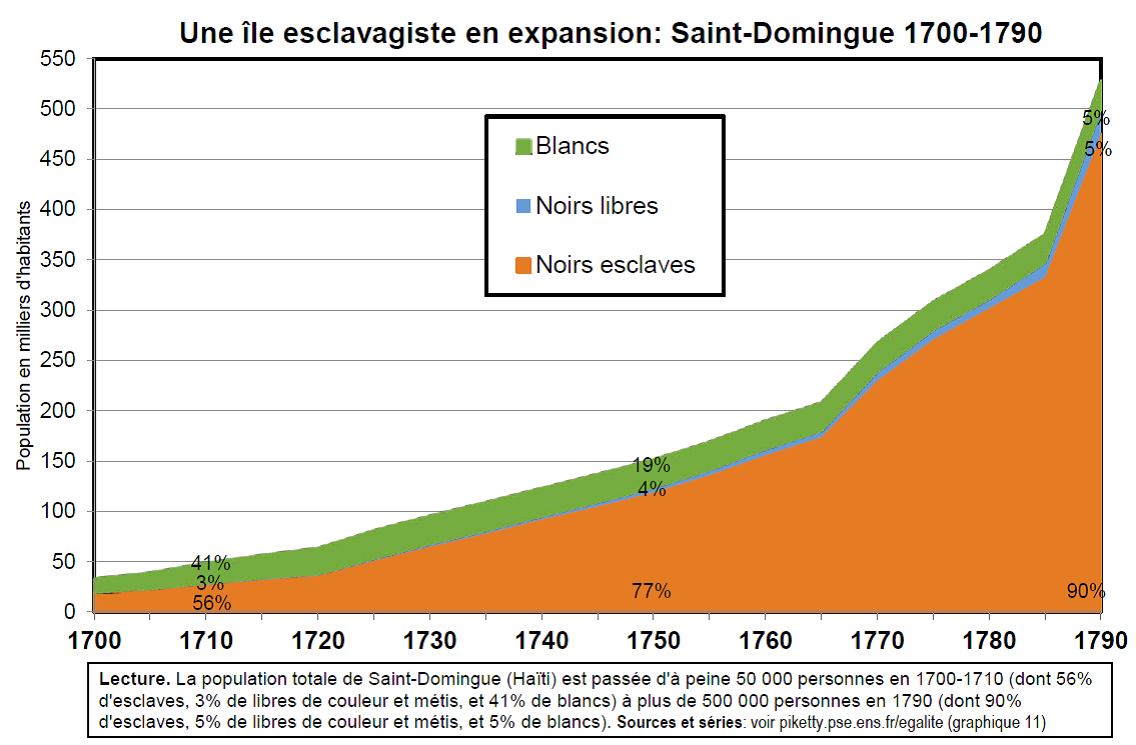 Une île esclavagiste en expansion: Saint-Domingue 1700-1790
550
500
450
400
350
300
250
200
150
100
50
0
Population en milliers d'habitants
Blancs
Noirs libres
Noirs esclaves
41%
3%
56%
19%
4%
77%
5%
5%
90%
1700 1710 1720 1730 1740 1750 1760 1770 1780 1790
Lecture. La population totale de Saint-Domingue (Haïti) est passée d'à peine 50 000 personnes en 1700-1710 (dont 56%
d'esclaves, 3% de libres de couleur et métis, et 41% de blancs) à plus de 500 000 personnes en 1790 (dont 90%
d'esclaves, 5% de libres de couleur et métis, et 5% de blancs). Sources et séries: voir piketty.pse.ens.fr/egalite (graphique 11)